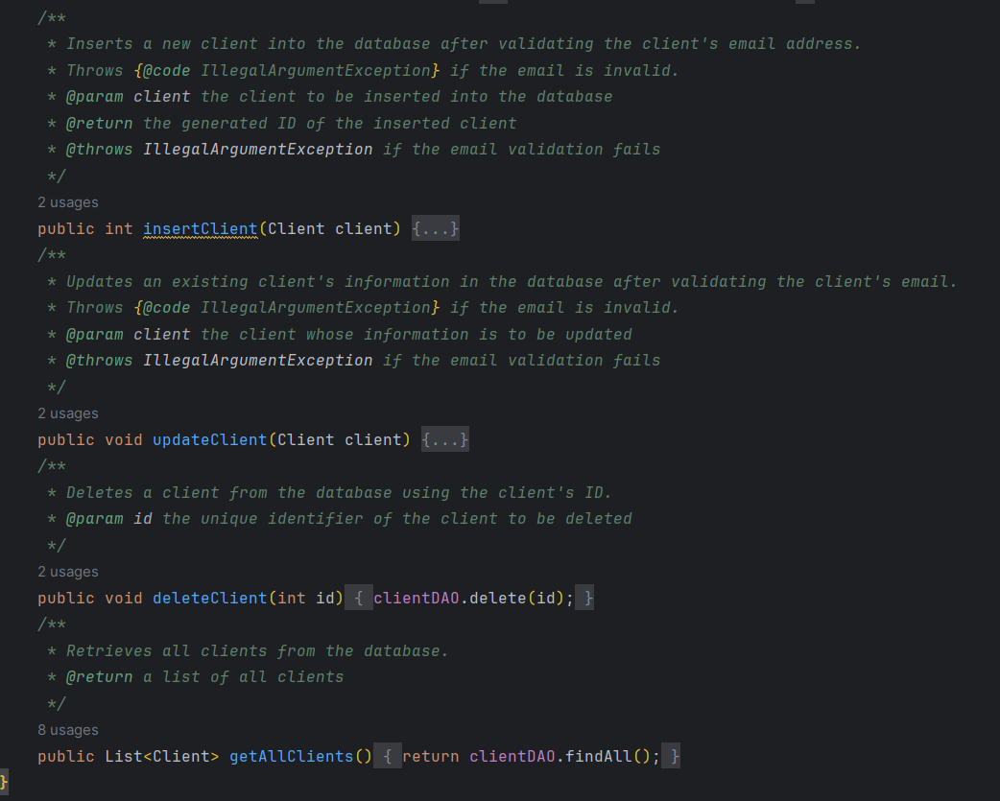 /**
 * Inserts a new client into the database after validating the client's email address.
 * Throws {@code IllegalArgumentException} if the email is invalid.
 * @param client the client to be inserted into the database
 * @return the generated ID of the inserted client
 * @throws IllegalArgumentException if the email validation fails
 */
2 usages
public int insertClient(Client client) {...}
/**
 * Updates an existing client's information in the database after validating the client's email.
 * Throws {@code IllegalArgumentException} if the email is invalid.
 * @param client the client whose information is to be updated
 * @throws IllegalArgumentException if the email validation fails
 */
2 usages
public void updateClient(Client client) {...}
/**
 * Deletes a client from the database using the client's ID.
 * @param id the unique identifier of the client to be deleted
 */
2 usages
public void deleteClient(int id) { clientDAO.delete(id); }
/**
 * Retrieves all clients from the database.
 * @return a list of all clients
 */
8 usages
public List<Client> getAllClients() { return clientDAO.findAll(); }
}